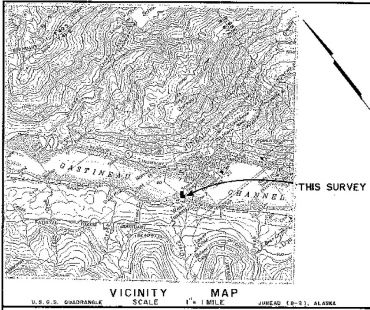 GASTINEAU
CHANNEL
THIS SURVEY
VICINITY MAP
U.S.G.S. QUADRANGLE SCALE 1" = 1 MILE JUNEAU (B-2), ALASKA